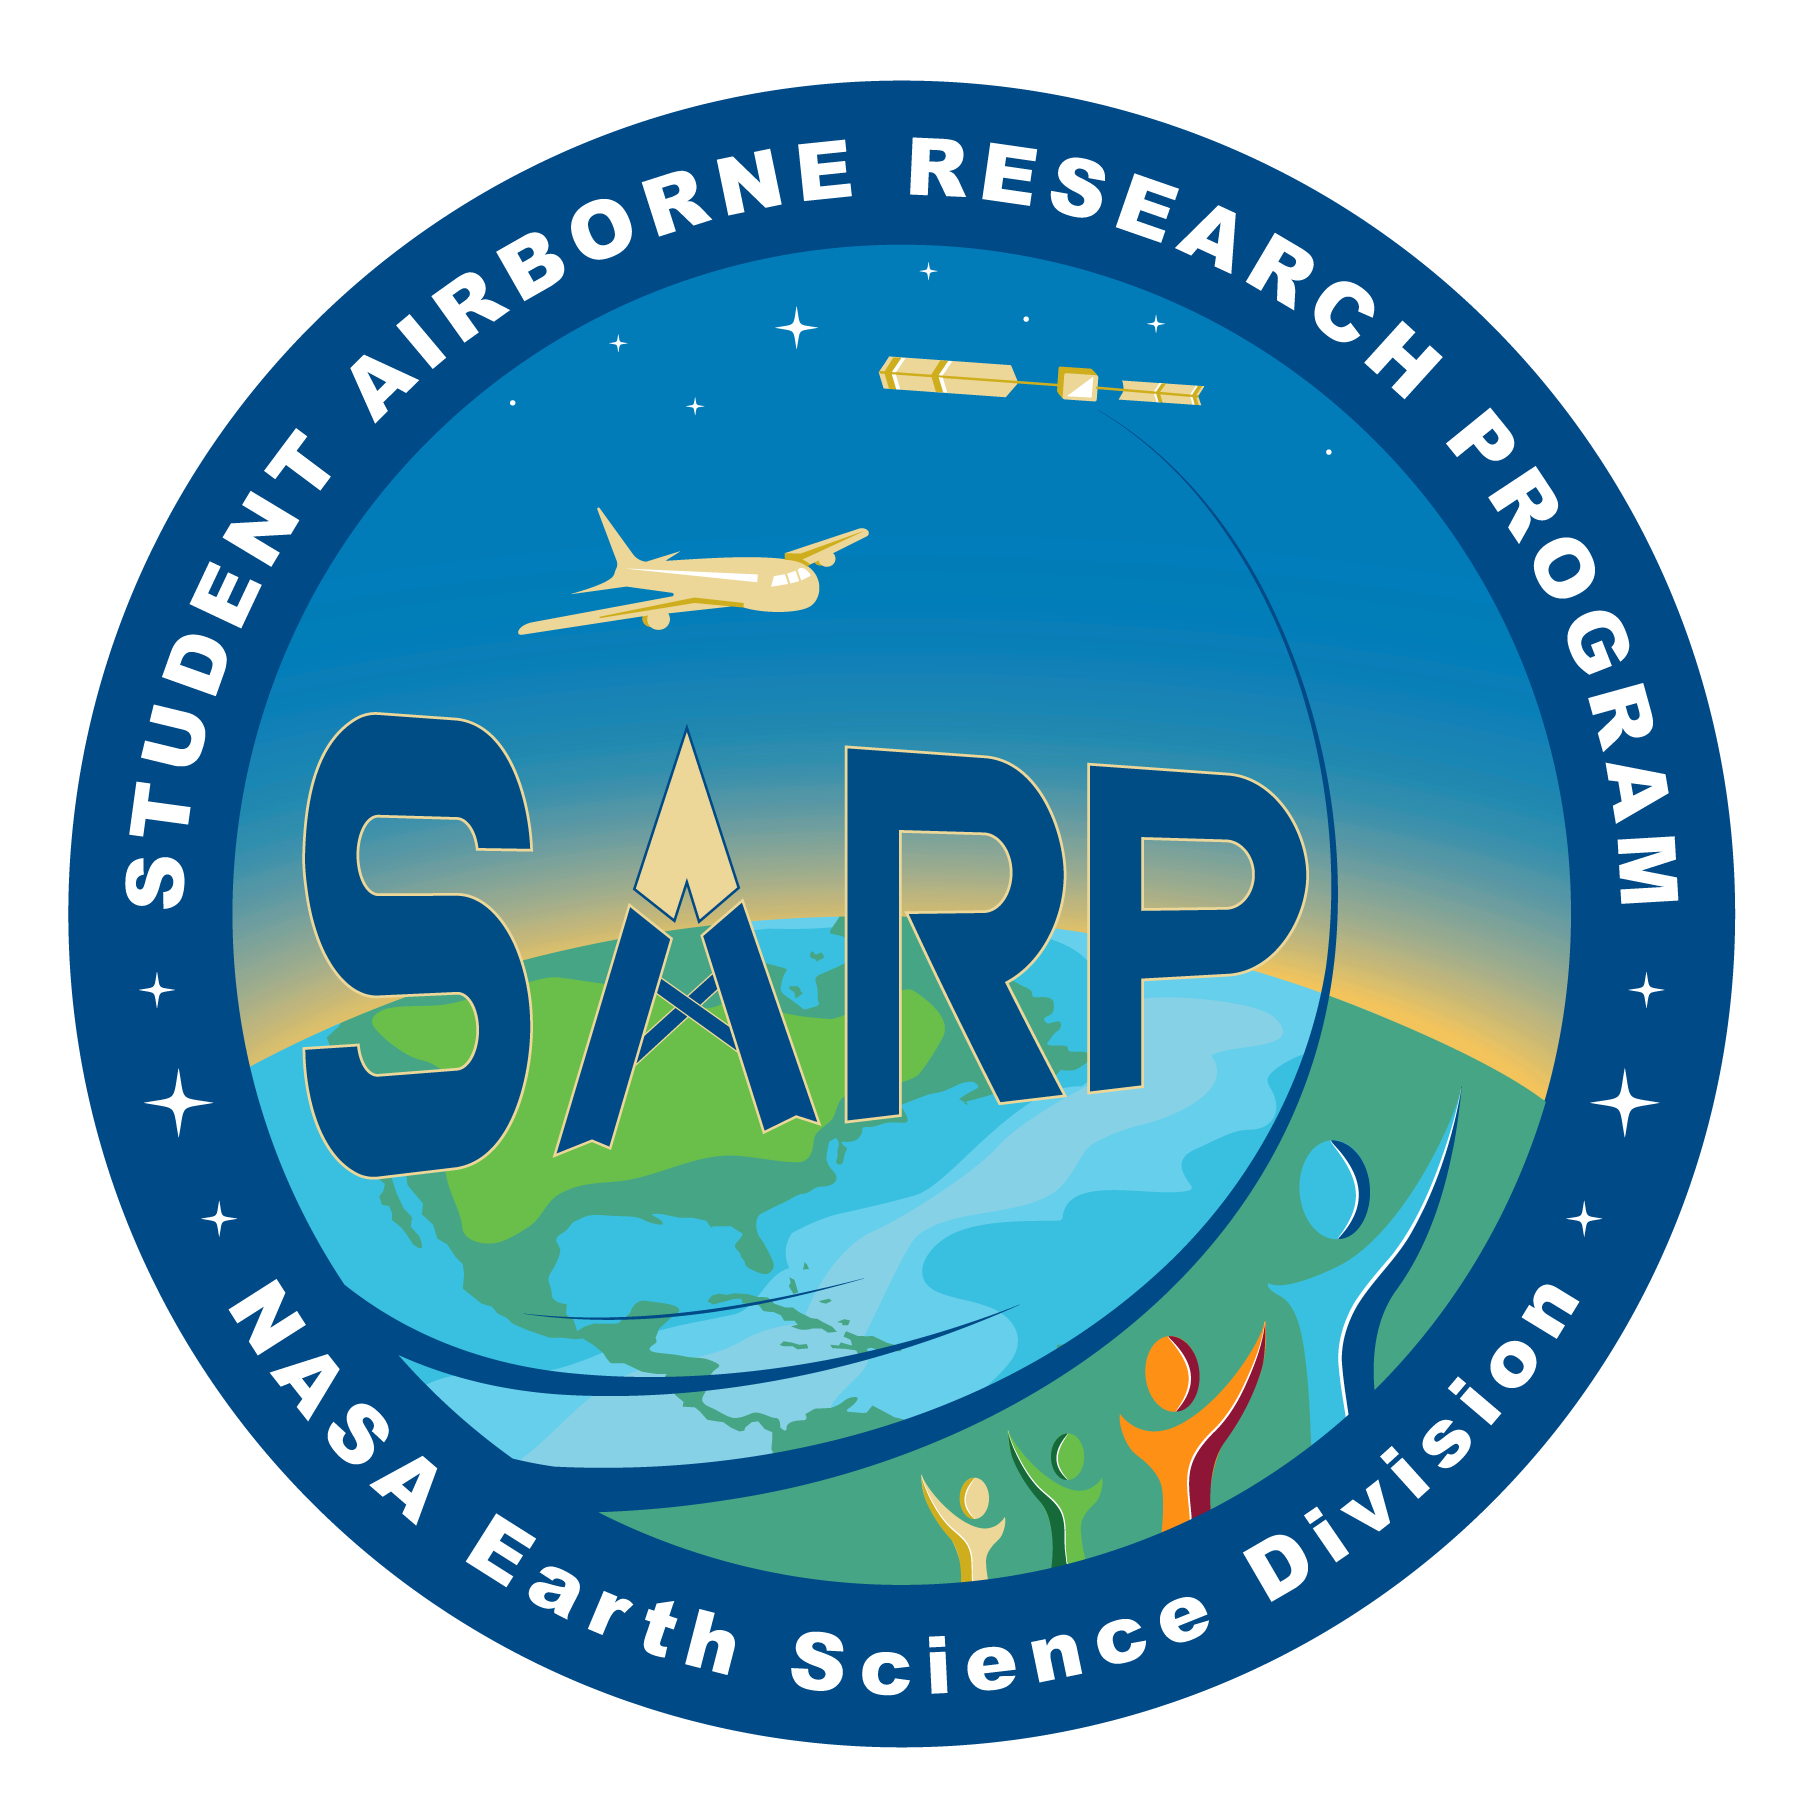 STUDENT AIRBORNE RESEARCH PROGRAM
SARP
NASA Earth Science Division